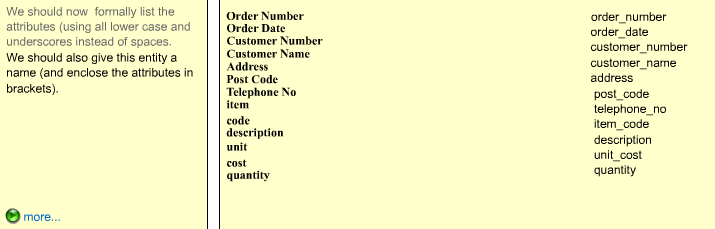 We should now formally list the
attributes (using all lower case and
underscores instead of spaces.
We should also give this entity a
name (and enclose the attributes in
brackets).
more...
Order Number
Order Date
Customer Number
Customer Name
Address
Post Code
Telephone No
item
code
description
unit
cost
quantity
order_number
order_date
customer_number
customer_name
address
post_code
telephone_no
item_code
description
unit_cost
quantity